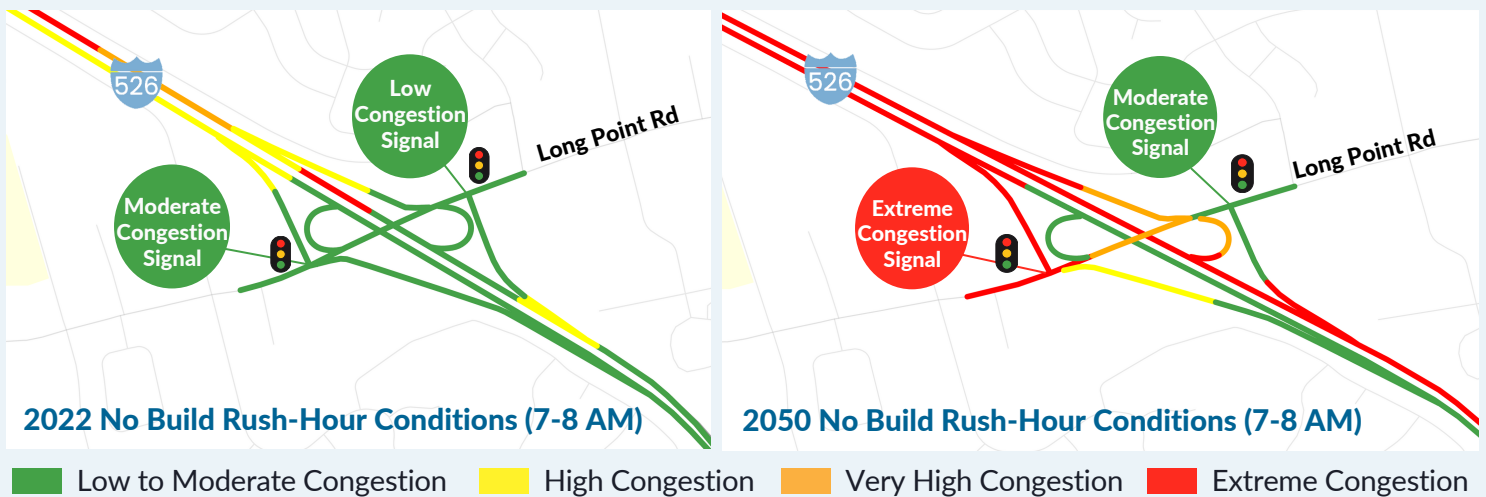 526
Low
Congestion
Signal
Long Point Rd
Moderate
Congestion
Signal
2022 No Build Rush-Hour Conditions (7-8 AM)
526
Moderate
Congestion
Signal
Long Point Rd
Extreme
Congestion
Signal
2050 No Build Rush-Hour Conditions (7-8 AM)
Low to Moderate Congestion
High Congestion
Very High Congestion
Extreme Congestion